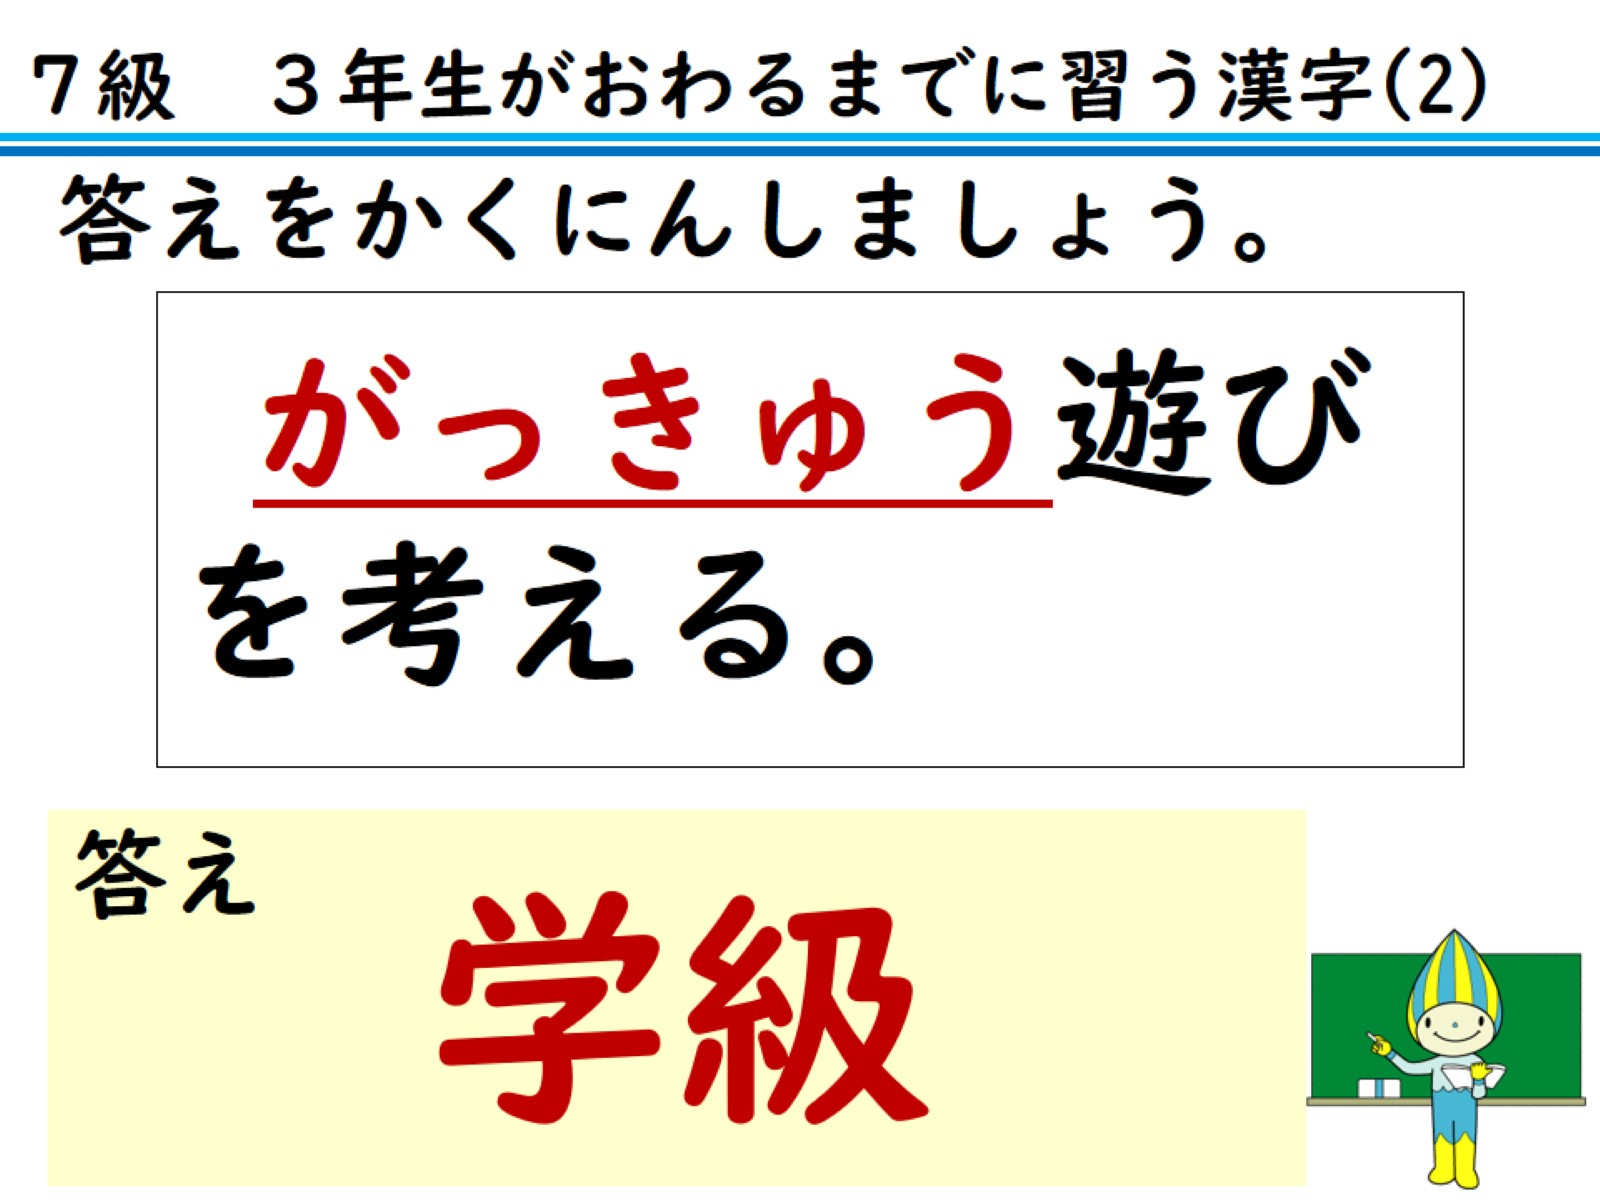 ７級　３年生がおわるまでに習う漢字(2)
答えをかくにんしましょう。
がっきゅう遊び
を考える。
答え
学級